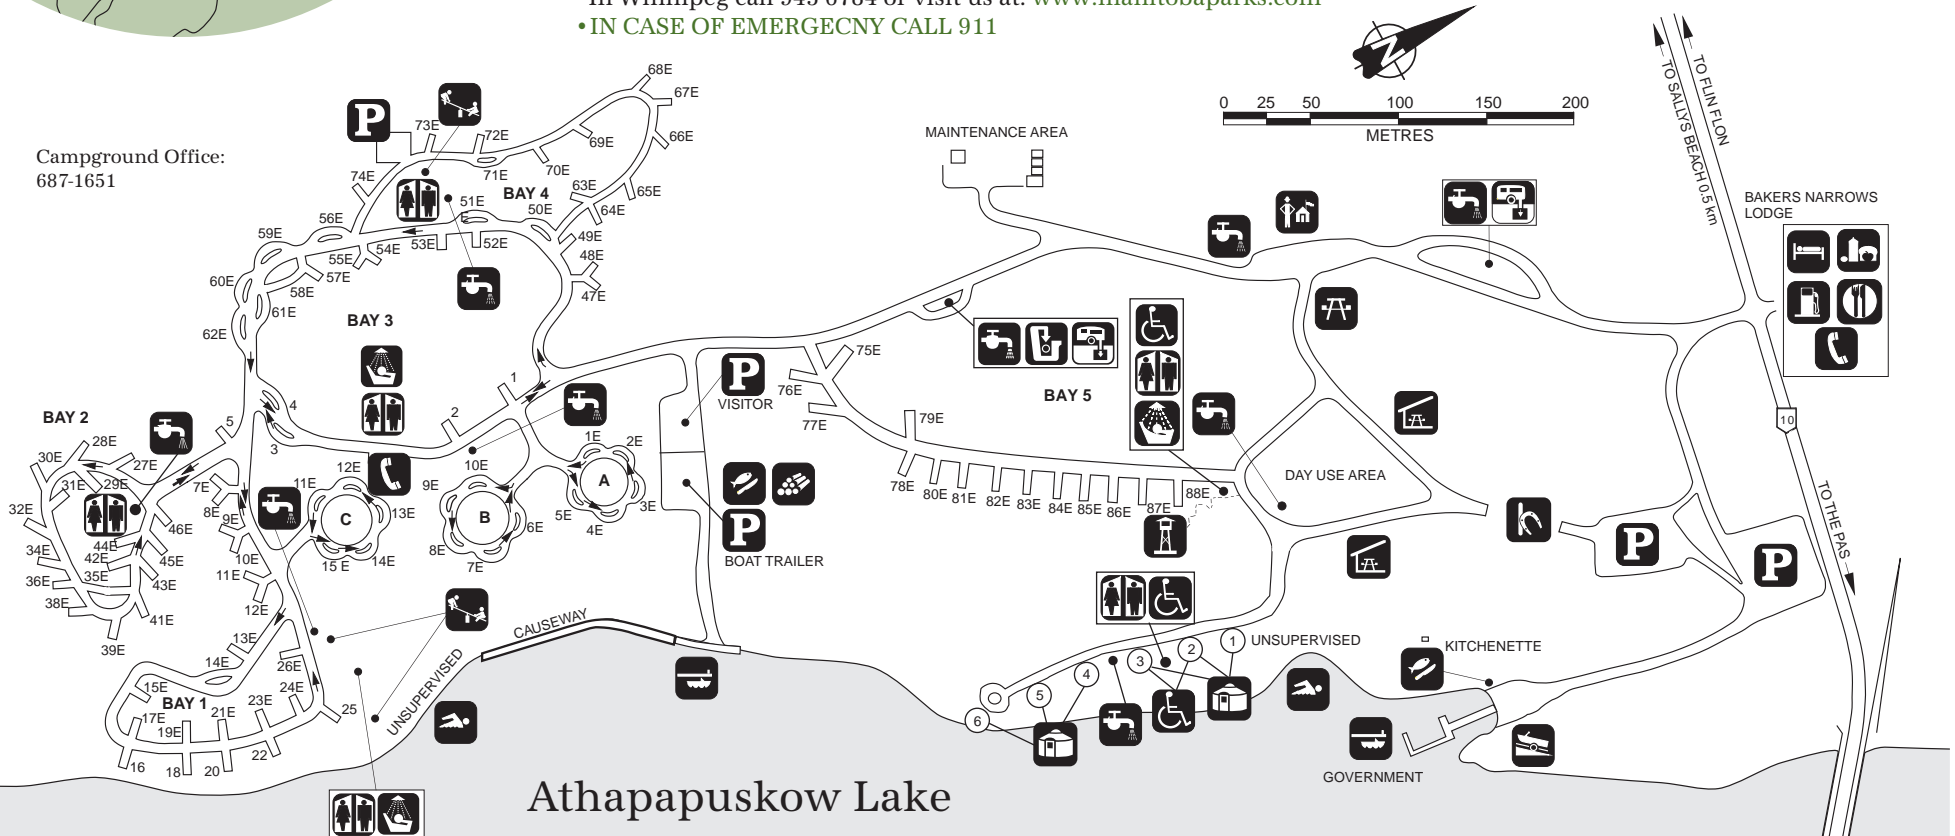 In Winnipeg call 945-6784 or visit us at: www.manitobaparks.com
• IN CASE OF EMERGECNY CALL 911
Campground Office:
687-1651
N
0 25 50 100 150 200
METRES
TO SALLYS BEACH 0.5 km
TO FLIN FLON
BAKERS NARROWS
LODGE
10
TO THE PAS
MAINTENANCE AREA
P
68E
67E
66E
65E
64E
63E
69E
70E
71E
72E
73E
74E
BAY 4
51E
E
50E
49E
48E
47E
52E
53E
54E
55E
56E
57E
58E
59E
60E
61E
62E
BAY 3
1
2
3
4
5
BAY 2
28E
27E
29E
30E
31E
32E
34E
36E
38E
39E
41E
43E
45E
46E
44E
42E
35E
7E
8E
9E
10E
11E
12E
13E
14E
BAY 1
15E
16
17E
18
19E
20
21E
22
23E
24E
25
26E
A
1E
2E
3E
4E
5E
B
6E
7E
8E
9E
10E
C
11E
12E
13E
14E
15 E
P
VISITOR
P
BOAT TRAILER
BAY 5
75E
76E
77E
78E
79E
80E
81E
82E
83E
84E
85E
86E
87E
88E
DAY USE AREA
P
P
CAUSEWAY
UNSUPERVISED
1
2
3
4
5
6
UNSUPERVISED
KITCHENETTE
GOVERNMENT
Athapapuskow Lake